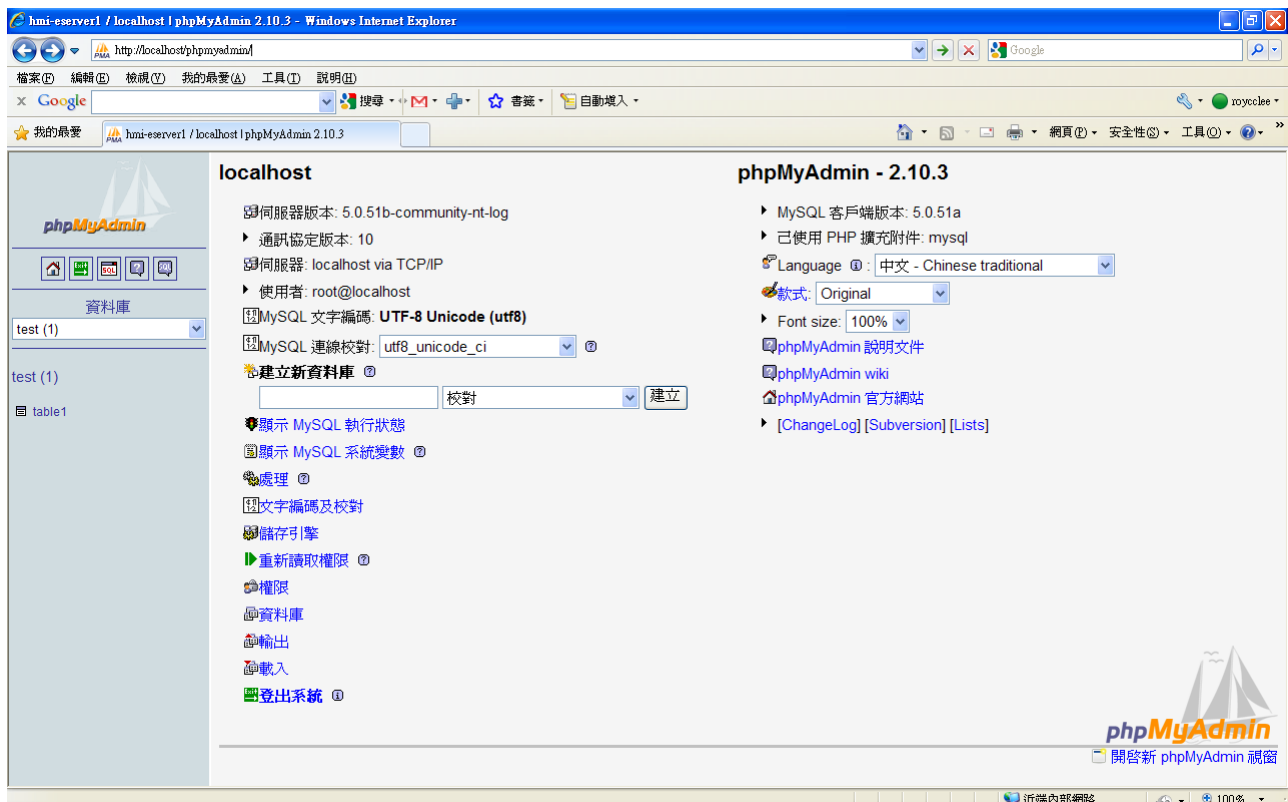 hmi-eserver1 / localhost | phpMyAdmin 2.10.3 - Windows Internet Explorer
http://localhost/phpmyadmin/
Google
檔案(F) 編輯(E) 檢視(V) 我的最愛(A) 工具(T) 說明(H)
x Google 搜尋 書籤 自動填入 roycclee
我的最愛 hmi-eserver1 / localhost | phpMyAdmin 2.10.3 網頁(P) 安全性(S) 工具(O) »
phpMyAdmin
SQL
資料庫
test (1)
test (1)
table1
localhost
伺服器版本: 5.0.51b-community-nt-log
通訊協定版本: 10
伺服器: localhost via TCP/IP
使用者: root@localhost
MySQL 文字編碼: UTF-8 Unicode (utf8)
MySQL 連線校對: utf8_unicode_ci
建立新資料庫
校對 建立
顯示 MySQL 執行狀態
顯示 MySQL 系統變數
處理
文字編碼及校對
儲存引擎
重新讀取權限
權限
資料庫
輸出
載入
登出系統
phpMyAdmin - 2.10.3
MySQL 客戶端版本: 5.0.51a
已使用 PHP 擴充附件: mysql
Language : 中文 - Chinese traditional
款式: Original
Font size: 100%
phpMyAdmin 說明文件
phpMyAdmin wiki
phpMyAdmin 官方網站
[ChangeLog] [Subversion] [Lists]
phpMyAdmin
開啓新 phpMyAdmin 視窗
近端內部網路 100%